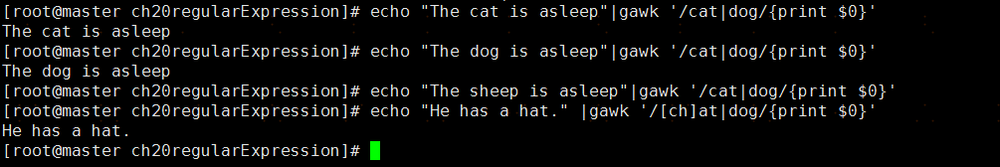 [root@master ch20regularExpression]# echo "The cat is asleep"|gawk '/cat|dog/{print $0}'
The cat is asleep
[root@master ch20regularExpression]# echo "The dog is asleep"|gawk '/cat|dog/{print $0}'
The dog is asleep
[root@master ch20regularExpression]# echo "The sheep is asleep"|gawk '/cat|dog/{print $0}'
[root@master ch20regularExpression]# echo "He has a hat." |gawk '/[ch]at|dog/{print $0}'
He has a hat.
[root@master ch20regularExpression]#